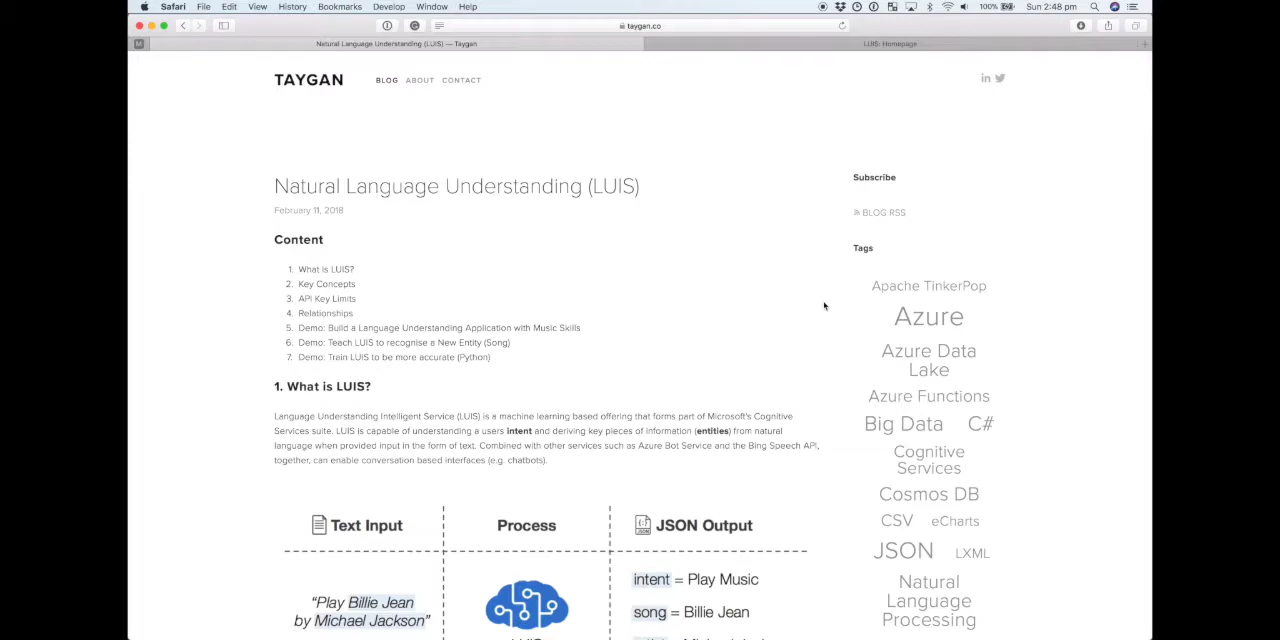 Safari File Edit View History Bookmarks Develop Window Help 100% Sun 2:48 pm
taygan.co
Natural Language Understanding (LUIS) — Taygan
LUIS: Homepage
TAYGAN BLOG ABOUT CONTACT
Natural Language Understanding (LUIS)
February 11, 2018
Content
1. What is LUIS?
2. Key Concepts
3. API Key Limits
4. Relationships
5. Demo: Build a Language Understanding Application with Music Skills
6. Demo: Teach LUIS to recognise a New Entity (Song)
7. Demo: Train LUIS to be more accurate (Python)
1. What is LUIS?
Language Understanding Intelligent Service (LUIS) is a machine learning based offering that forms part of Microsoft's Cognitive
Services suite. LUIS is capable of understanding a users intent and deriving key pieces of information (entities) from natural
language when provided input in the form of text. Combined with other services such as Azure Bot Service and the Bing Speech API,
together, can enable conversation based interfaces (e.g. chatbots).
Text Input
Process
JSON Output
"Play Billie Jean
by Michael Jackson"
intent = Play Music
song = Billie Jean
Subscribe
BLOG RSS
Tags
Apache TinkerPop
Azure
Azure Data
Lake
Azure Functions
Big Data C#
Cognitive
Services
Cosmos DB
CSV eCharts
JSON LXML
Natural
Language
Processing